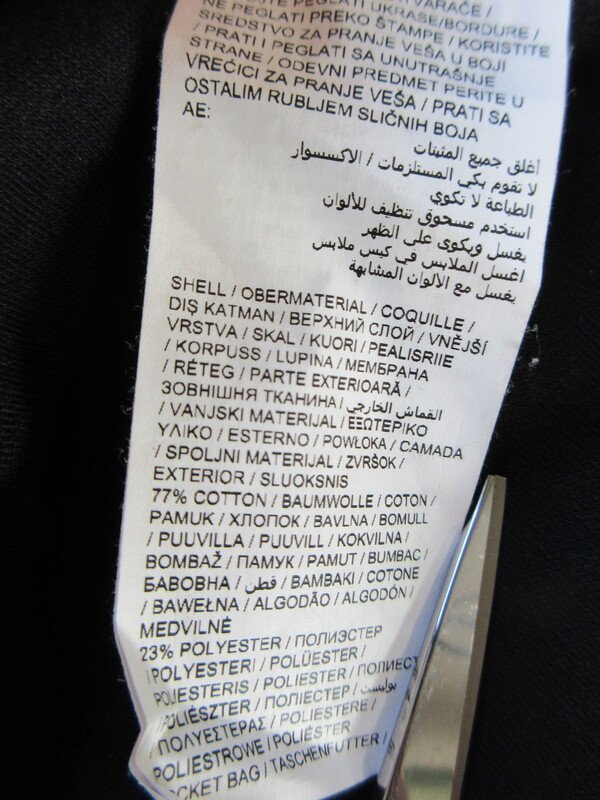 PEGLATI UKRASE/BORDURE /
NE PEGLATI PREKO ŠTAMPE / KORISTITE
SREDSTVO ZA PRANJE VEŠA U BOJI
/ PRATI I PEGLATI SA UNUTRAŠNJE
STRANE / ODEVNI PREDMET PERITE U
VREĆICI ZA PRANJE VEŠA / PRATI SA
OSTALIM RUBLJEM SLIČNIH BOJA
AE:
أغلق جميع المثبتات
لا تقوم بكي المستلزمات / الاكسسوار
الطباعة لا تكوي
استخدم مسحوق تنظيف للألوان
يغسل ويكوى على الظهر
اغسل الملابس في كيس ملابس
يغسل مع الألوان المشابهة
SHELL / OBERMATERIAL / COQUILLE /
DIŞ KATMAN / ВЕРХНИЙ СЛОЙ / VNĚJŠÍ
VRSTVA / SKAL / KUORI / PEALISRIIE
/ KORPUSS / LUPINA / МЕМБРАНА
/ RÉTEG / PARTE EXTERIOARĂ /
ЗОВНІШНЯ ТКАНИНА / القماش الخارجي
/ VANJSKI MATERIJAL / ΕΞΩΤΕΡΙΚΟ
ΥΛΙΚΟ / ESTERNO / POWŁOKA / CAMADA
/ SPOLJNI MATERIJAL / ZVRŠOK /
EXTERIOR / SLUOKSNIS
77% COTTON / BAUMWOLLE / COTON /
PAMUK / ХЛОПОК / BAVLNA / BOMULL
/ PUUVILLA / PUUVILL / KOKVILNA /
BOMBAŽ / ПАМУК / PAMUT / BUMBAC /
БАВОВНА / قطن / BAMBAKI / COTONE
/ BAWEŁNA / ALGODÃO / ALGODÓN /
MEDVILNĖ
23% POLYESTER / ПОЛИЭСТЕР
/ POLYESTERI / POLÜESTER /
POLIESTERIS / POLIESTER / ПОЛИЕСТ
/ POLIÉSZTER / ПОЛІЕСТЕР / بوليستر
/ ΠΟΛΥΕΣΤΕΡΑΣ / POLIESTERE /
POLIESTROWE / POLIÉSTER
POCKET BAG / TASCHENFUTTER /